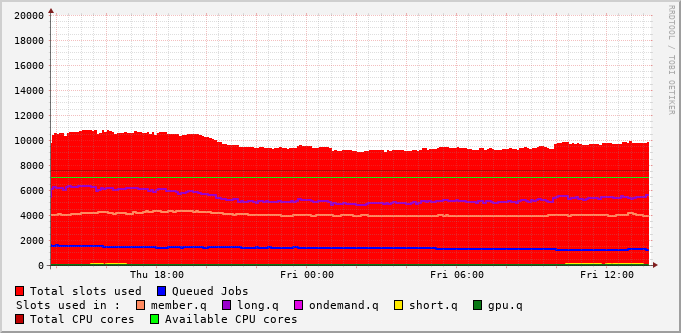 RRDTOOL / TOBI OETIKER
20000
18000
16000
14000
12000
10000
8000
6000
4000
2000
0
Thu 18:00 Fri 00:00 Fri 06:00 Fri 12:00
Total slots used Queued Jobs
Slots used in : member.q long.q ondemand.q short.q gpu.q
Total CPU cores Available CPU cores